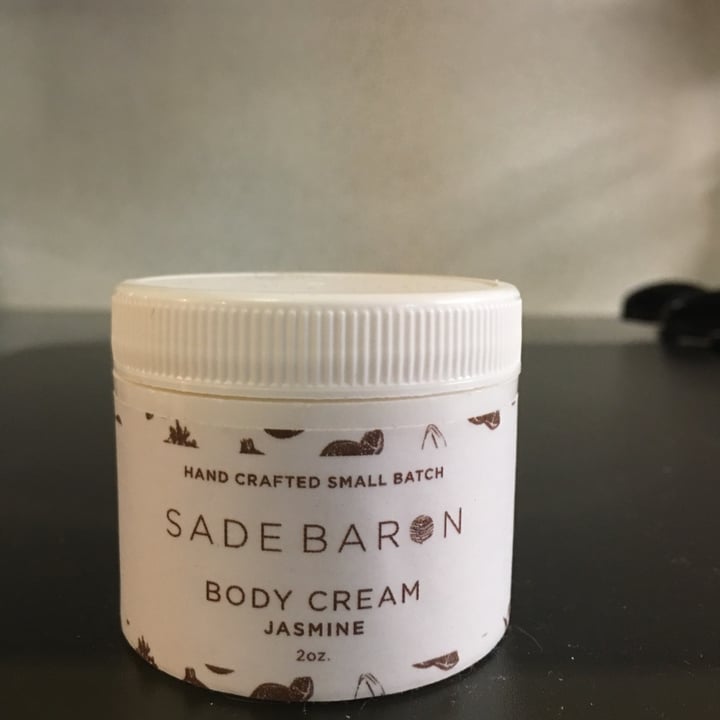 HAND CRAFTED SMALL BATCH
SADE BARON
BODY CREAM
JASMINE
2oz.